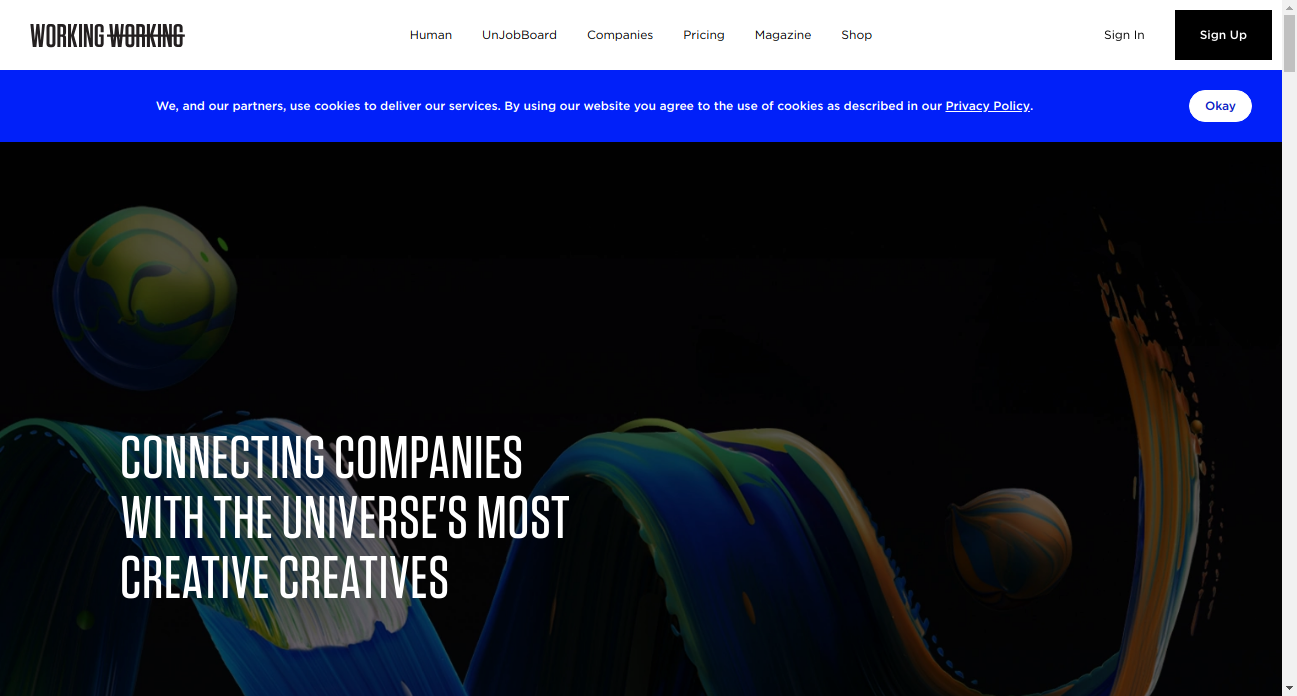 WORKING WORKING
Human UnJobBoard Companies Pricing Magazine Shop Sign In Sign Up
We, and our partners, use cookies to deliver our services. By using our website you agree to the use of cookies as described in our Privacy Policy. Okay
CONNECTING COMPANIES
WITH THE UNIVERSE'S MOST
CREATIVE CREATIVES